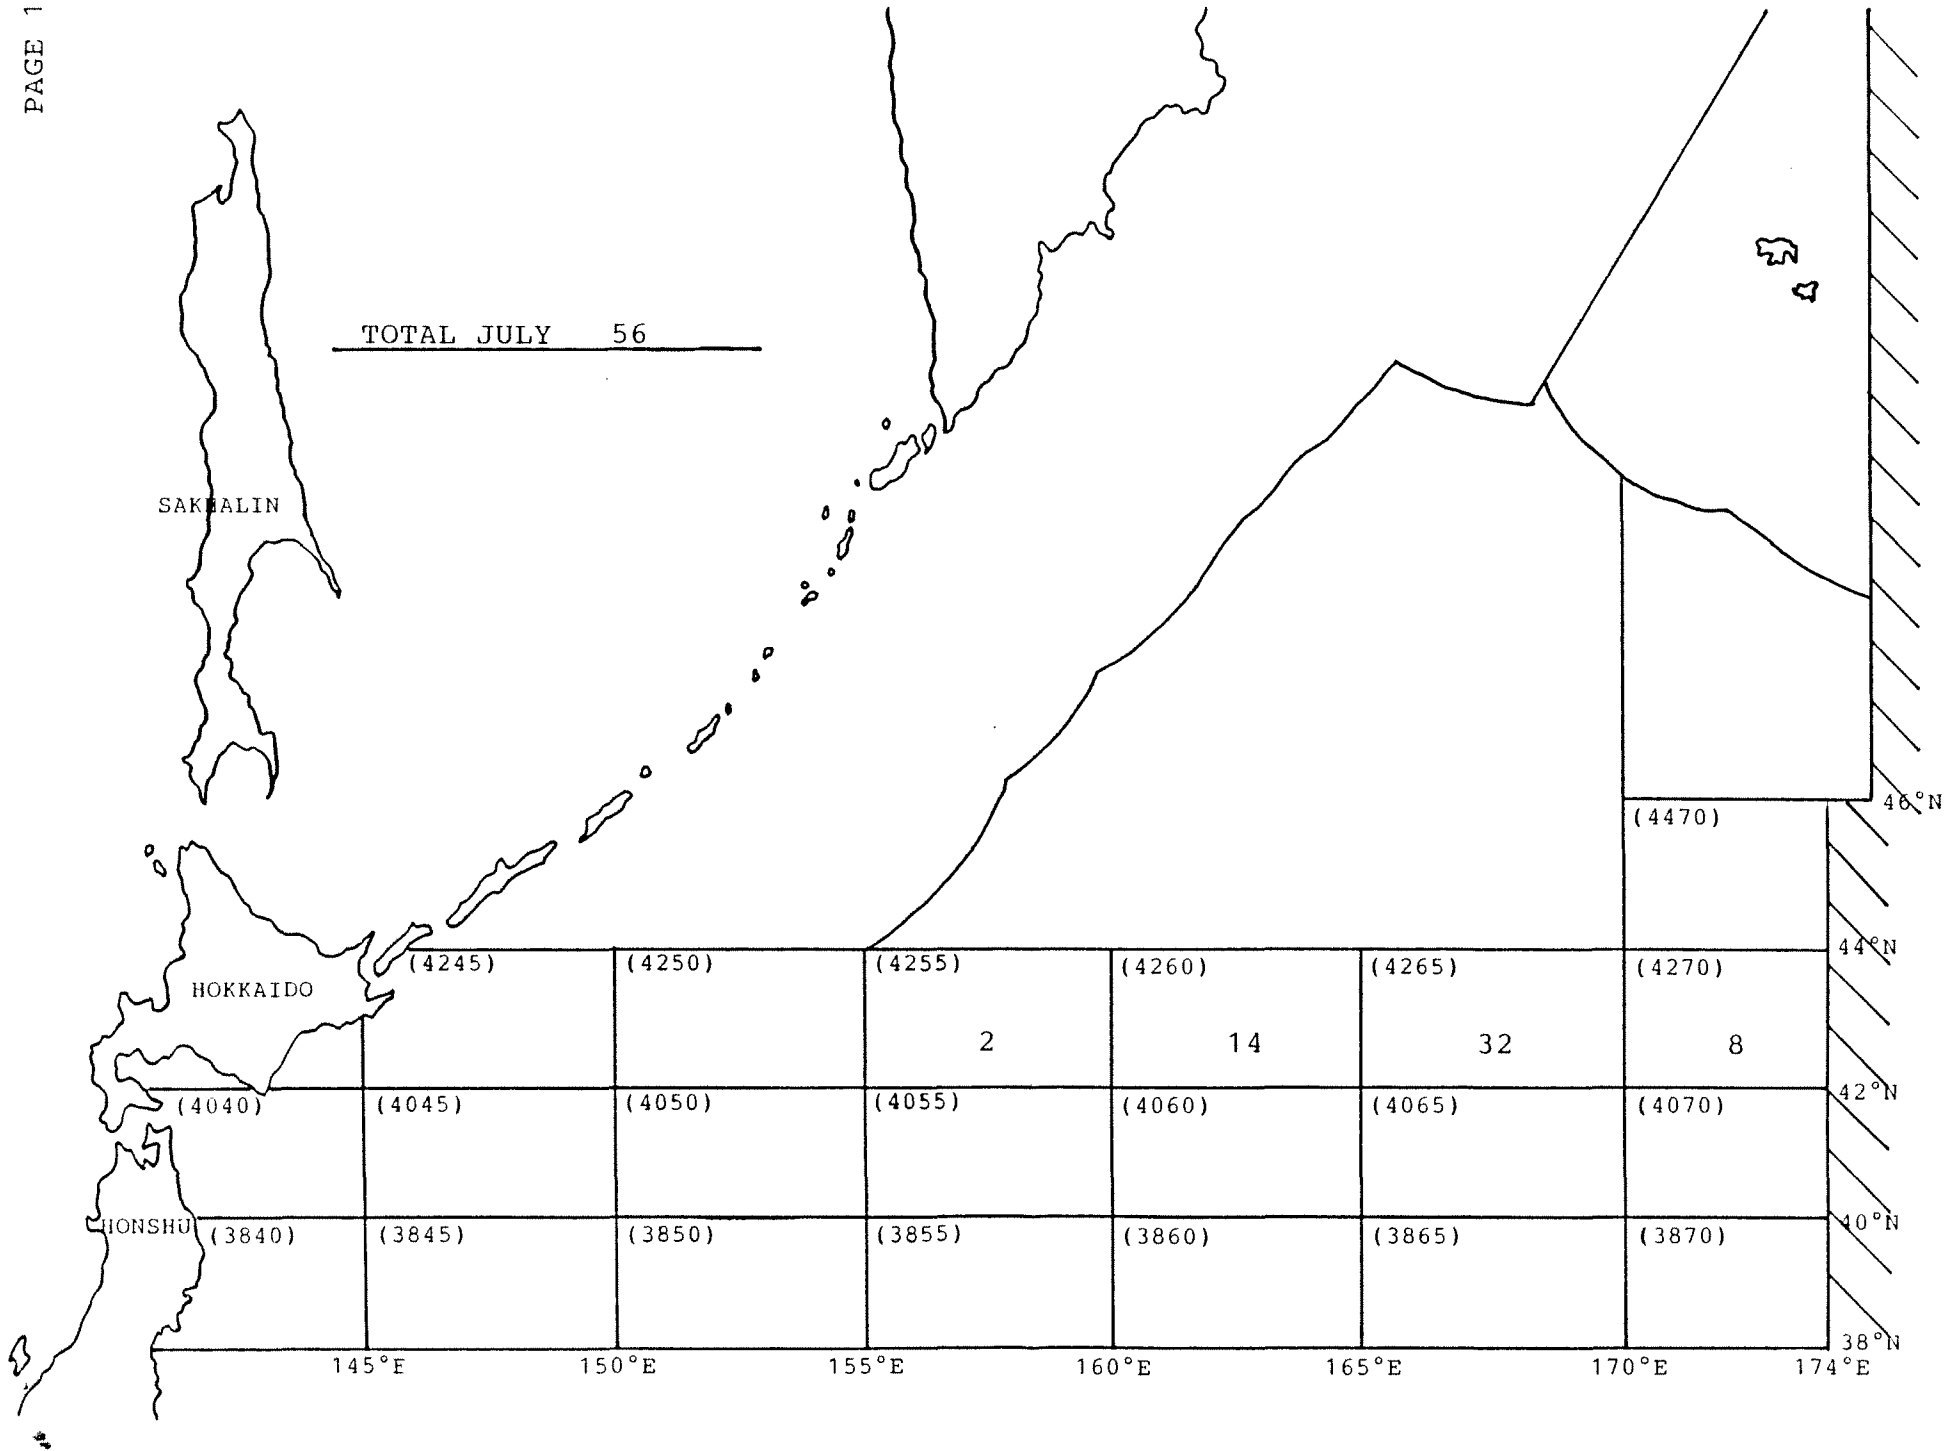 PAGE 1
TOTAL JULY 56
SAKHALIN
46°N
(4470)
44°N
(4245) (4250) (4255) (4260) (4265) (4270)
HOKKAIDO
2 14 32 8
42°N
(4040) (4045) (4050) (4055) (4060) (4065) (4070)
40°N
HONSHU (3840) (3845) (3850) (3855) (3860) (3865) (3870)
38°N
145°E 150°E 155°E 160°E 165°E 170°E 174°E